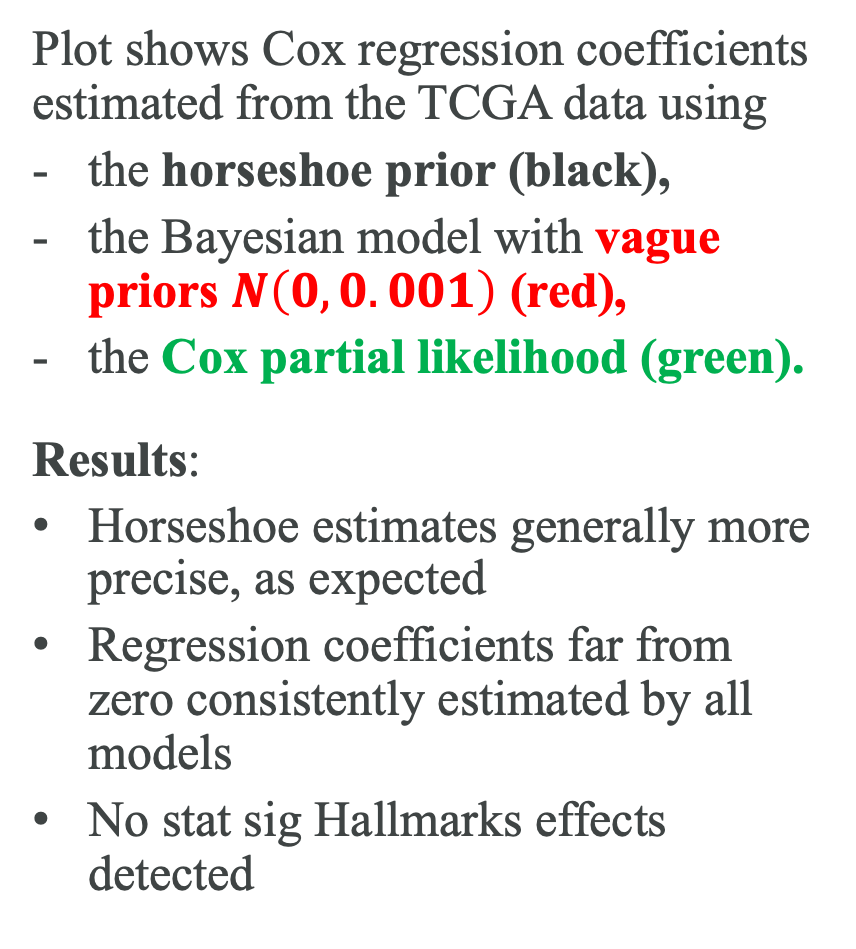 Plot shows Cox regression coefficients
estimated from the TCGA data using
- the horseshoe prior (black),
- the Bayesian model with vague
priors N(0, 0.001) (red),
- the Cox partial likelihood (green).
Results:
• Horseshoe estimates generally more
precise, as expected
• Regression coefficients far from
zero consistently estimated by all
models
• No stat sig Hallmarks effects
detected